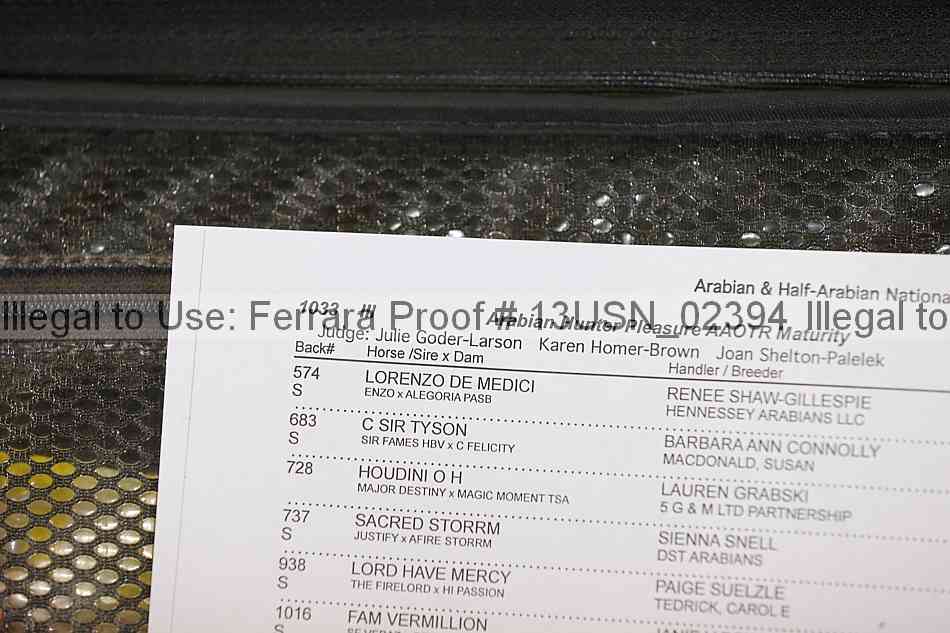 Arabian & Half-Arabian Nationa
Illegal to Use: Ferrara Proof # 13USN_02394 Illegal to
1033 III Arabian Hunter Pleasure AAOTR Maturity
Judge: Julie Goder-Larson Karen Homer-Brown Joan Shelton-Palelek
Back# Horse /Sire x Dam Handler / Breeder
574 LORENZO DE MEDICI RENEE SHAW-GILLESPIE
S ENZO x ALEGORIA PASB HENNESSEY ARABIANS LLC
683 C SIR TYSON BARBARA ANN CONNOLLY
S SIR FAMES HBV x C FELICITY MACDONALD, SUSAN
728 HOUDINI O H LAUREN GRABSKI
MAJOR DESTINY x MAGIC MOMENT TSA 5 G & M LTD PARTNERSHIP
737 SACRED STORRM SIENNA SNELL
S JUSTIFY x AFIRE STORRM DST ARABIANS
938 LORD HAVE MERCY PAIGE SUELZLE
S THE FIRELORD x HI PASSION TEDRICK, CAROL E
1016 FAM VERMILLION
S